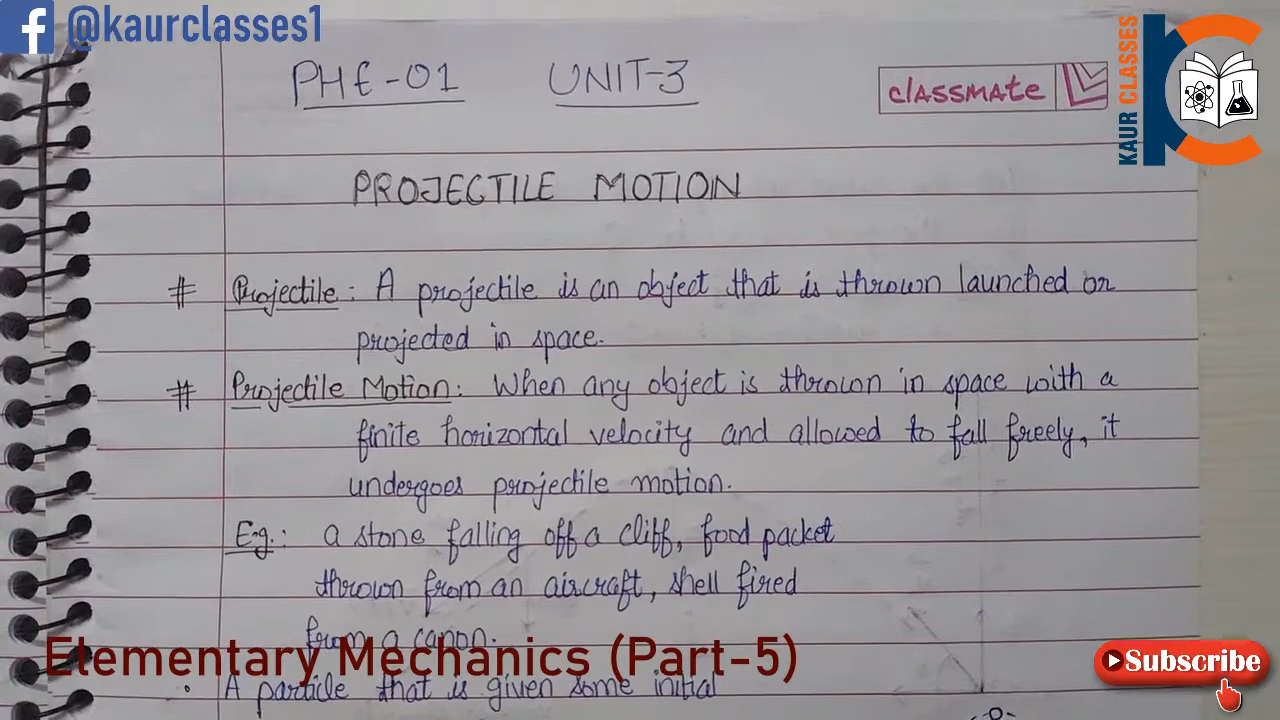 @kaurclasses1
PHE-01 UNIT-3
classmate
KAUR CLASSES
PROJECTILE MOTION
# Projectile: A projectile is an object that is thrown launched or
projected in space.
# Projectile Motion: When any object is thrown in space with a
finite horizontal velocity and allowed to fall freely, it
undergoes projectile motion.
E.g.: a stone falling off a cliff, food packet
thrown from an aircraft, shell fired
from a canon.
Elementary Mechanics (Part-5)
Subscribe
• A particle that is given some initial